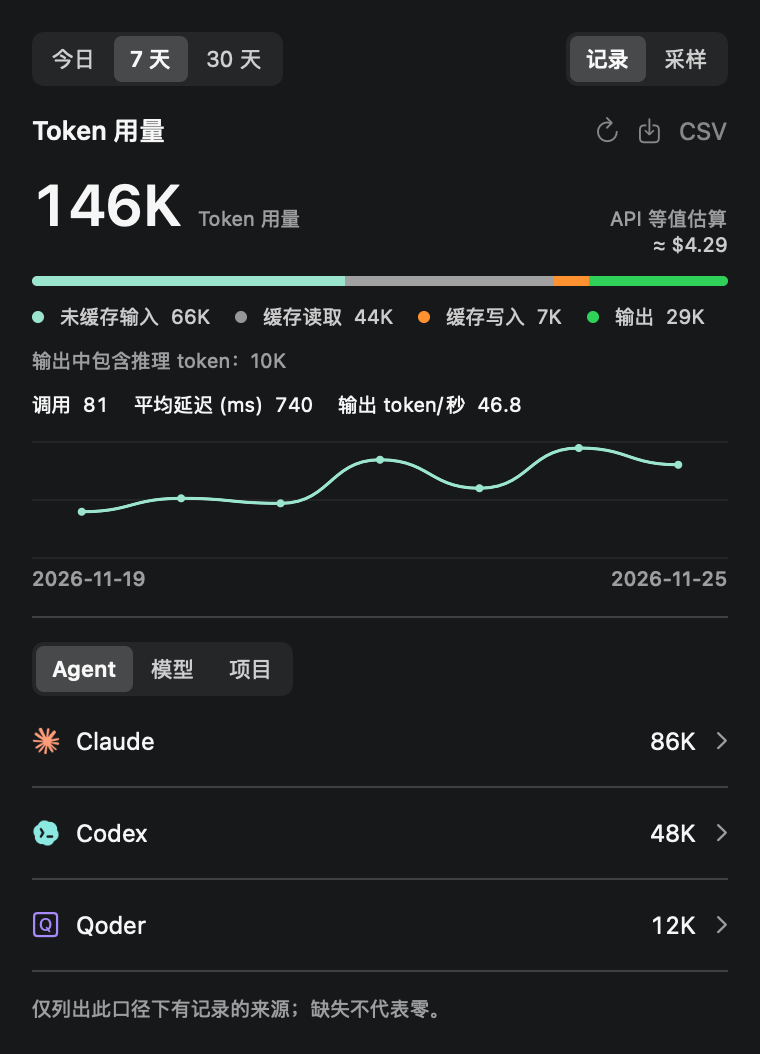 今日 7 天 30 天 记录 采样
Token 用量 CSV
146K Token 用量 API 等值估算
≈ $4.29
未缓存输入 66K 缓存读取 44K 缓存写入 7K 输出 29K
输出中包含推理 token：10K
调用 81 平均延迟 (ms) 740 输出 token/秒 46.8
2026-11-19 2026-11-25
Agent 模型 项目
Claude 86K
Codex 48K
Q Qoder 12K
仅列出此口径下有记录的来源；缺失不代表零。